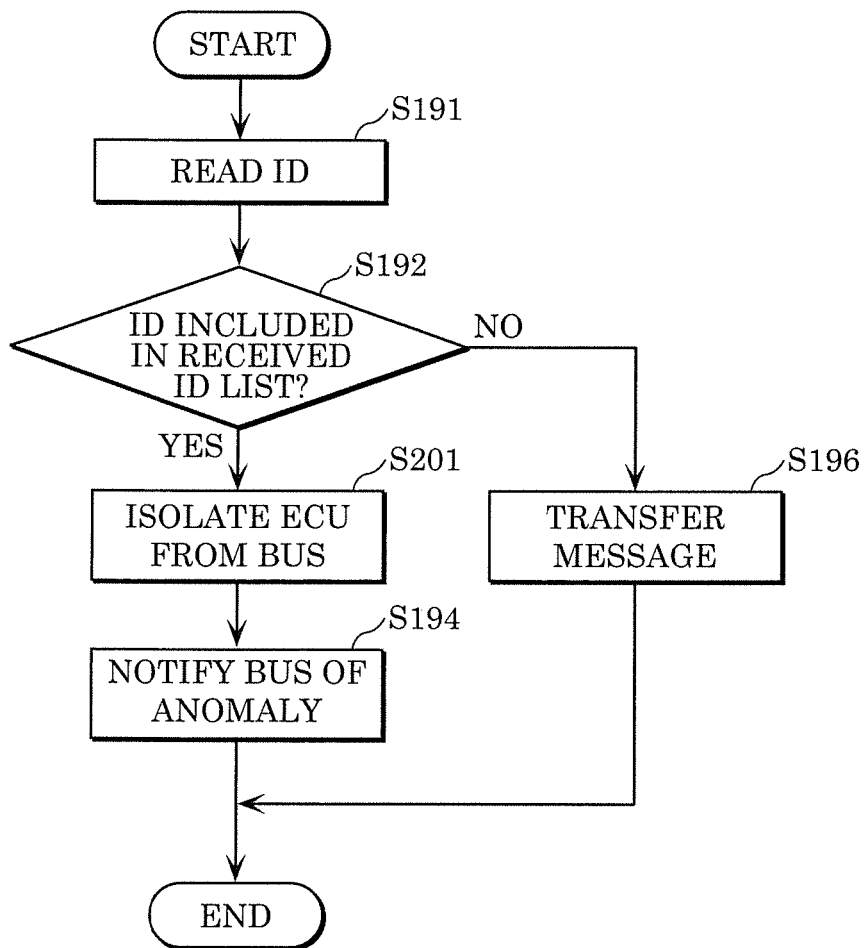 START
S191
READ ID
S192
ID INCLUDED
IN RECEIVED
ID LIST?
NO
YES
S201
ISOLATE ECU
FROM BUS
S196
TRANSFER
MESSAGE
S194
NOTIFY BUS OF
ANOMALY
END